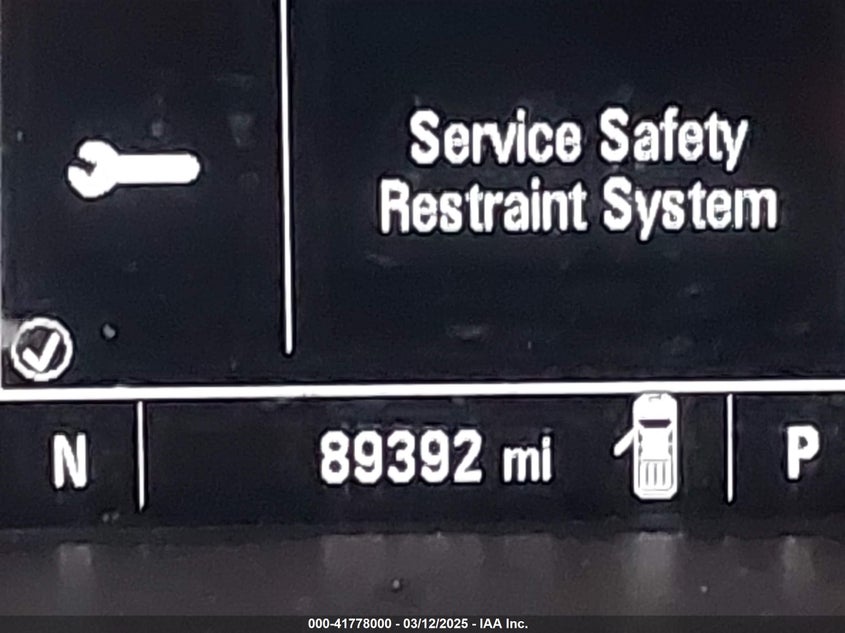 Service Safety
Restraint System
N
89392 mi
P
000-41778000 - 03/12/2025 - IAA Inc.